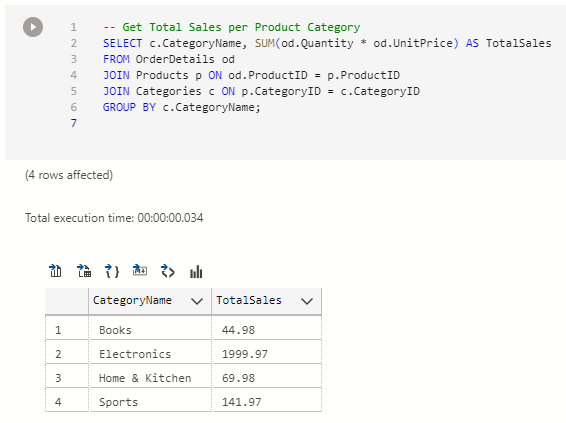 1 -- Get Total Sales per Product Category
2 SELECT c.CategoryName, SUM(od.Quantity * od.UnitPrice) AS TotalSales
3 FROM OrderDetails od
4 JOIN Products p ON od.ProductID = p.ProductID
5 JOIN Categories c ON p.CategoryID = c.CategoryID
6 GROUP BY c.CategoryName;
7
(4 rows affected)
Total execution time: 00:00:00.034
CategoryName TotalSales
1 Books 44.98
2 Electronics 1999.97
3 Home & Kitchen 69.98
4 Sports 141.97